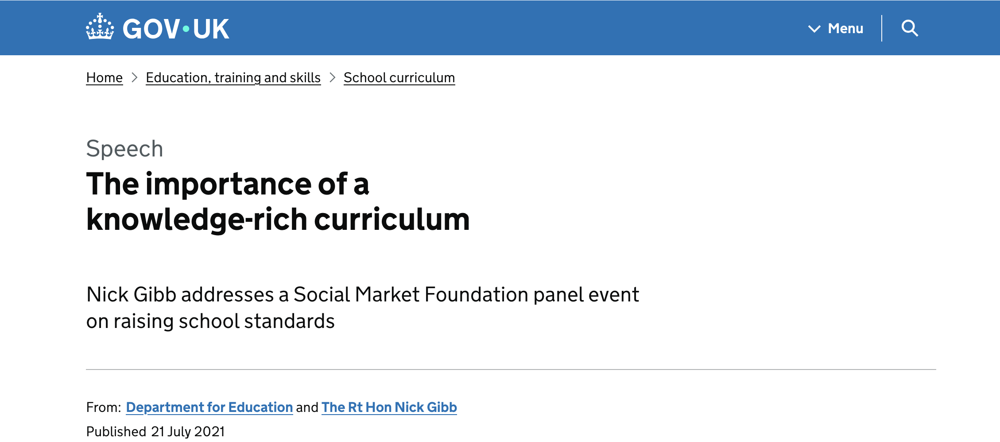 GOV·UK
Menu
Home > Education, training and skills > School curriculum
Speech
The importance of a
knowledge-rich curriculum
Nick Gibb addresses a Social Market Foundation panel event
on raising school standards
From: Department for Education and The Rt Hon Nick Gibb
Published 21 July 2021